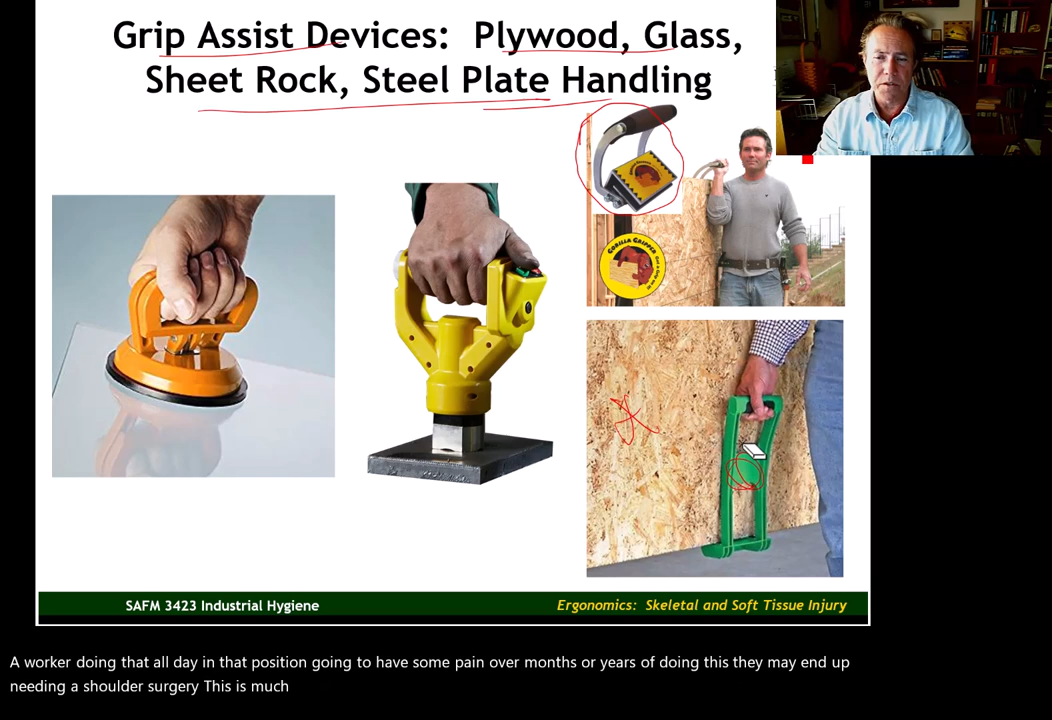 Grip Assist Devices: Plywood, Glass,
Sheet Rock, Steel Plate Handling
GORILLA GRIPPER
SAFM 3423 Industrial Hygiene
Ergonomics: Skeletal and Soft Tissue Injury
A worker doing that all day in that position going to have some pain over months or years of doing this they may end up
needing a shoulder surgery This is much